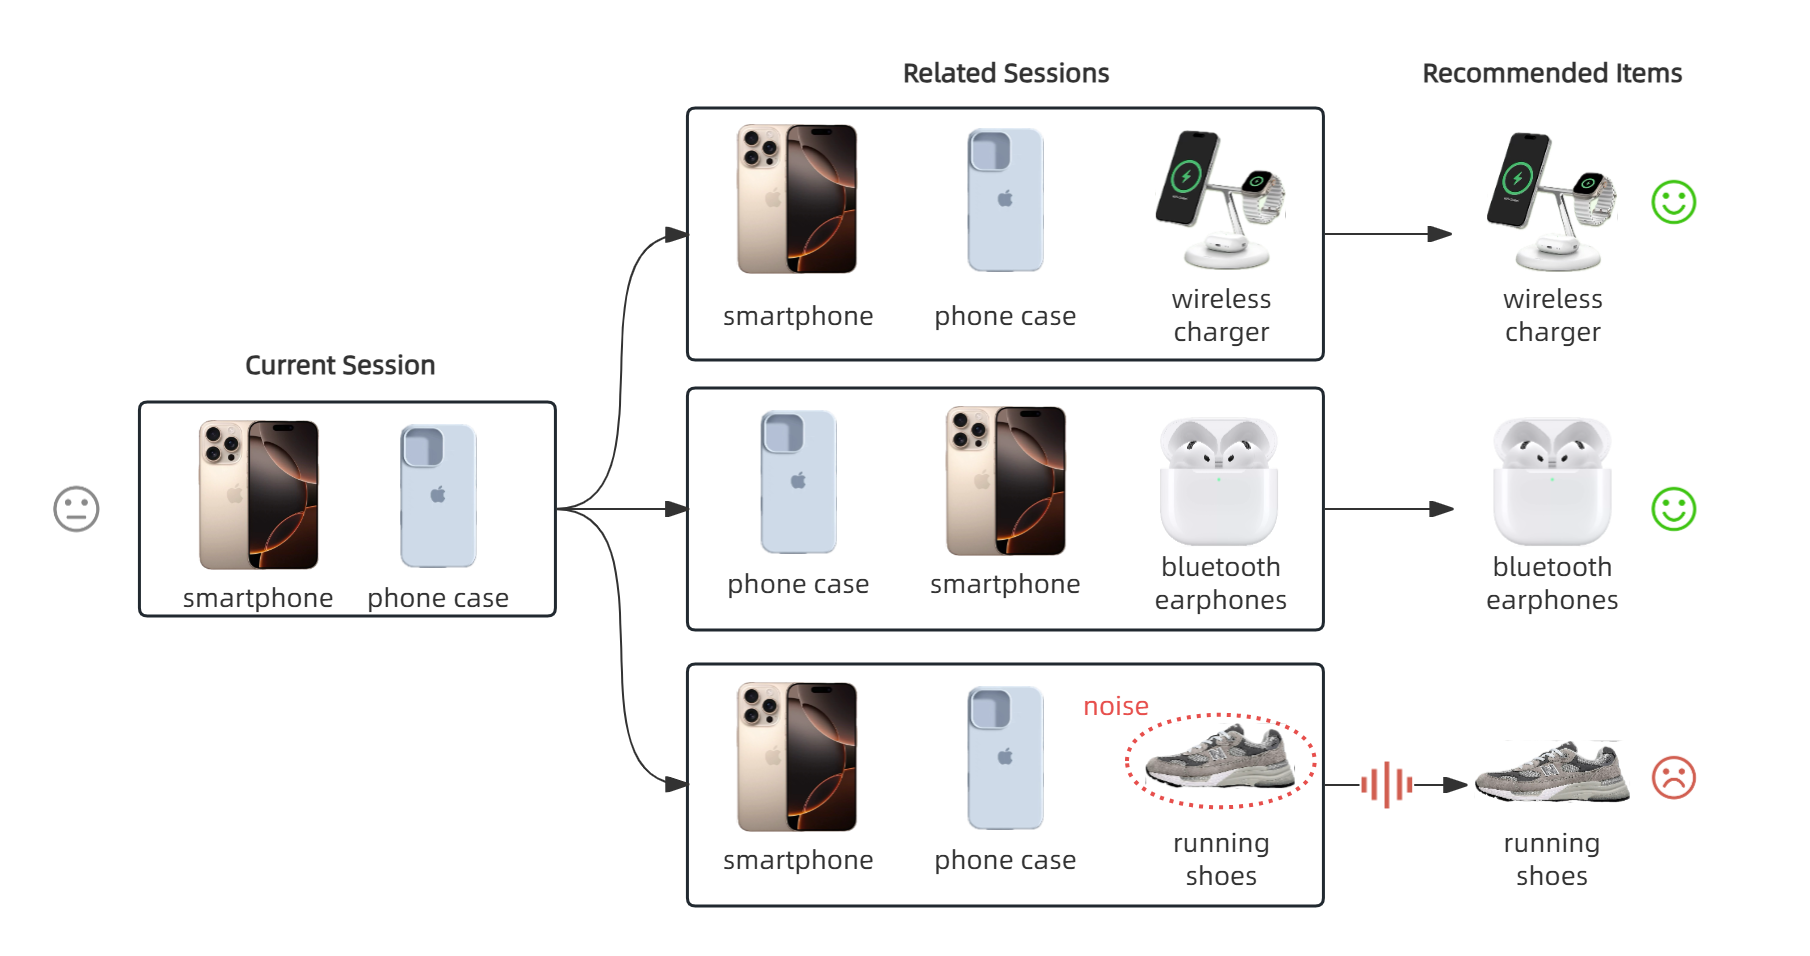 Related Sessions
Recommended Items
smartphone
phone case
wireless
charger
wireless
charger
Current Session
smartphone
phone case
phone case
smartphone
bluetooth
earphones
bluetooth
earphones
noise
smartphone
phone case
running
shoes
running
shoes